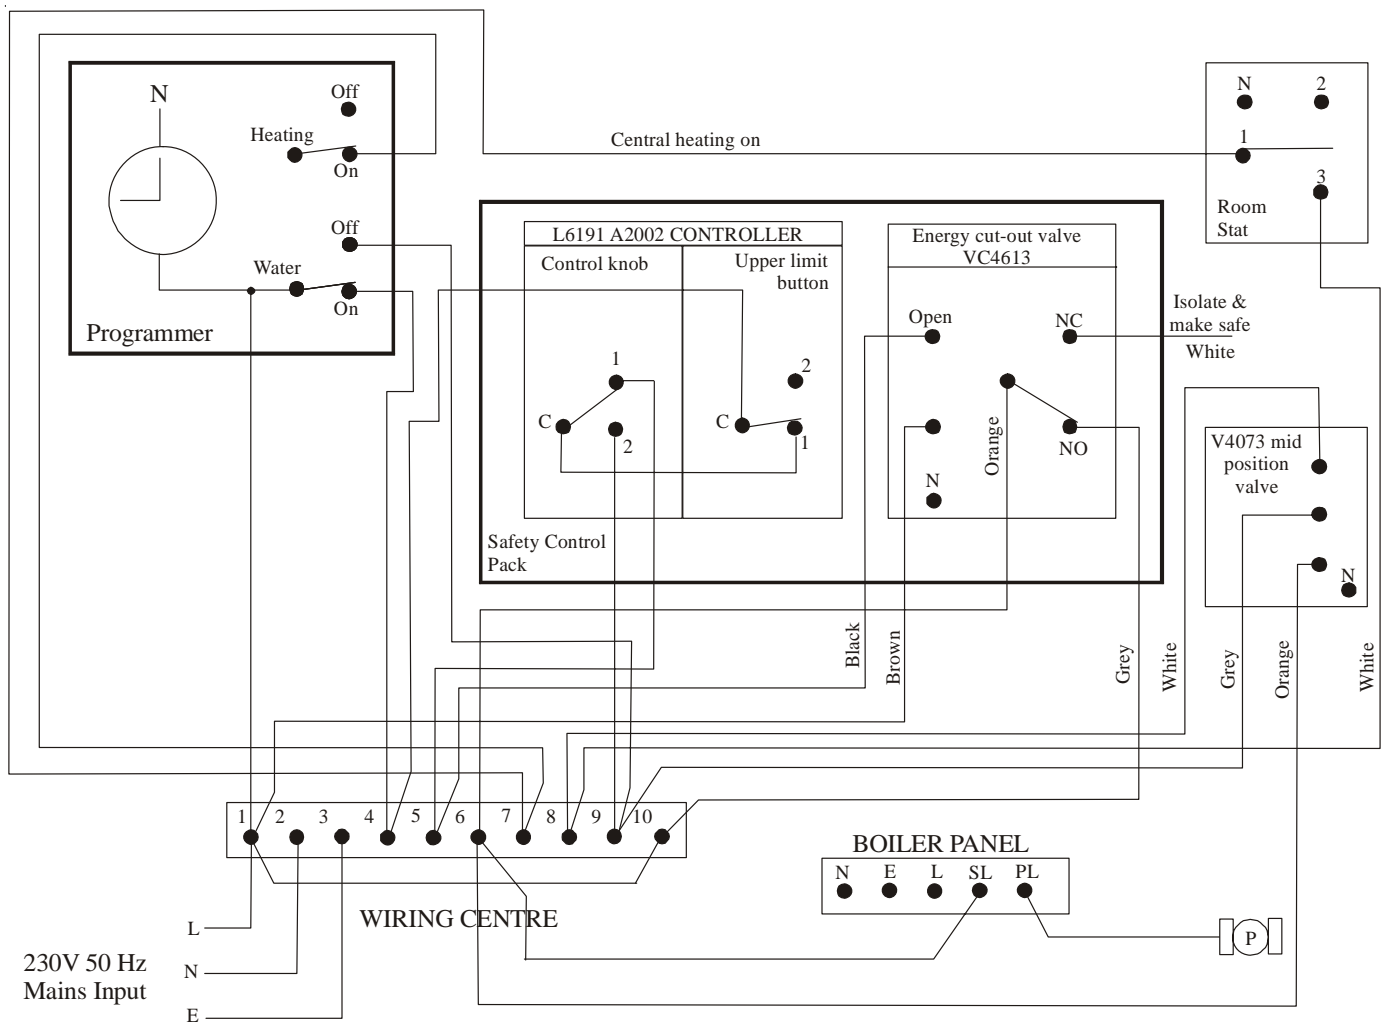 N
Off
Heating
On
Off
Water
On
Programmer
Central heating on
N
2
1
3
Room
Stat
L6191 A2002 CONTROLLER
Control knob
Upper limit
button
1
C
2
2
C
1
Safety Control
Pack
Energy cut-out valve
VC4613
Open
NC
Orange
NO
N
Isolate &
make safe
White
V4073 mid
position
valve
N
Black
Brown
Grey
White
Grey
Orange
White
1
2
3
4
5
6
7
8
9
10
WIRING CENTRE
BOILER PANEL
N
E
L
SL
PL
P
L
230V 50 Hz
Mains Input
N
E